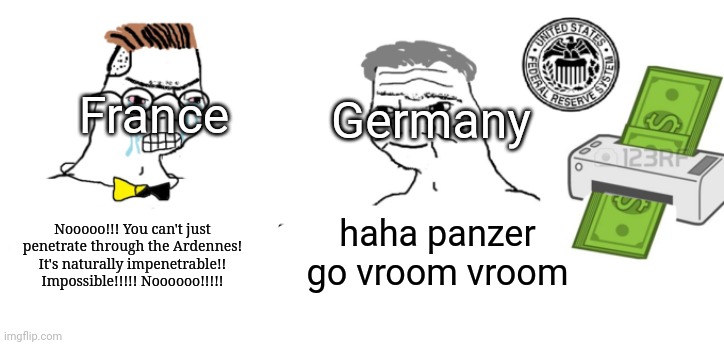 France
Nooooo!!! You can't just
penetrate through the Ardennes!
It's naturally impenetrable!!
Impossible!!!!! Noooooo!!!!!
Germany
haha panzer
go vroom vroom
UNITED STATES
FEDERAL RESERVE SYSTEM
123RF
imgflip.com